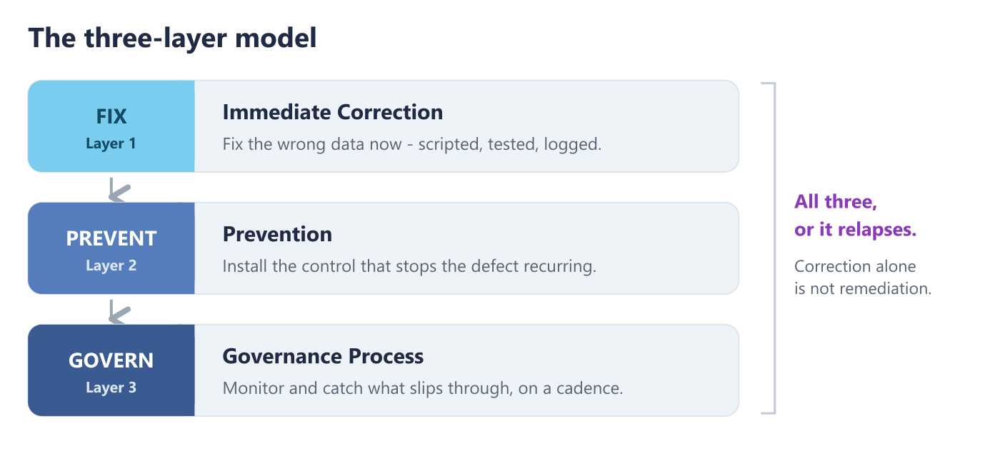 The three-layer model
FIX
Layer 1
Immediate Correction
Fix the wrong data now - scripted, tested, logged.
PREVENT
Layer 2
Prevention
Install the control that stops the defect recurring.
GOVERN
Layer 3
Governance Process
Monitor and catch what slips through, on a cadence.
All three,
or it relapses.
Correction alone
is not remediation.